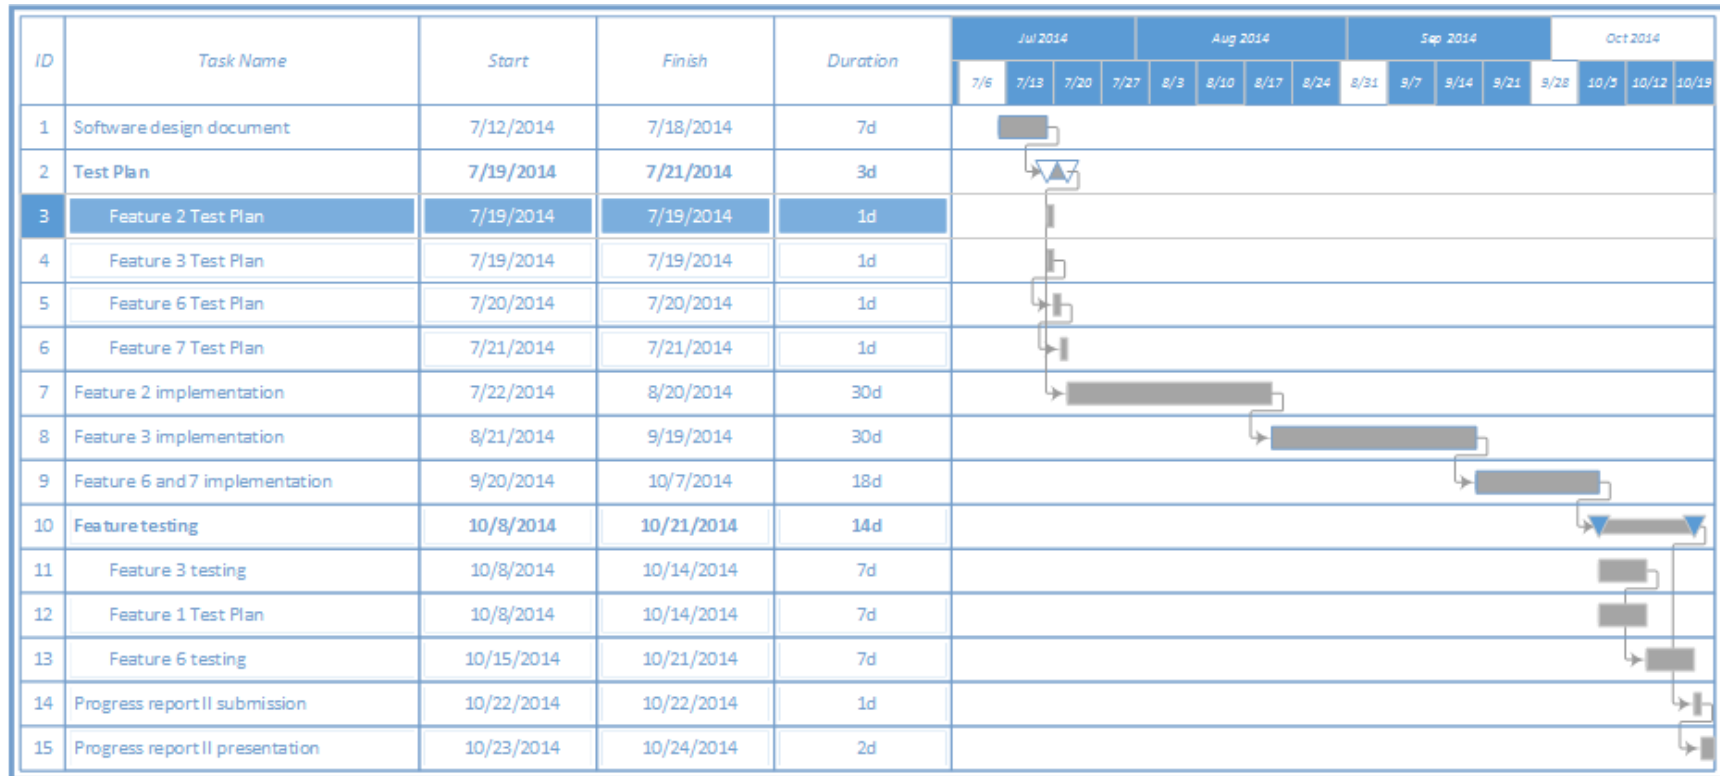 ID Task Name Start Finish Duration Jul 2014 Aug 2014 Sep 2014 Oct 2014
7/6 7/13 7/20 7/27 8/3 8/10 8/17 8/24 8/31 9/7 9/14 9/21 9/28 10/5 10/12 10/19
1 Software design document 7/12/2014 7/18/2014 7d
2 Test Plan 7/19/2014 7/21/2014 3d
3 Feature 2 Test Plan 7/19/2014 7/19/2014 1d
4 Feature 3 Test Plan 7/19/2014 7/19/2014 1d
5 Feature 6 Test Plan 7/20/2014 7/20/2014 1d
6 Feature 7 Test Plan 7/21/2014 7/21/2014 1d
7 Feature 2 implementation 7/22/2014 8/20/2014 30d
8 Feature 3 implementation 8/21/2014 9/19/2014 30d
9 Feature 6 and 7 implementation 9/20/2014 10/7/2014 18d
10 Feature testing 10/8/2014 10/21/2014 14d
11 Feature 3 testing 10/8/2014 10/14/2014 7d
12 Feature 1 Test Plan 10/8/2014 10/14/2014 7d
13 Feature 6 testing 10/15/2014 10/21/2014 7d
14 Progress report II submission 10/22/2014 10/22/2014 1d
15 Progress report II presentation 10/23/2014 10/24/2014 2d